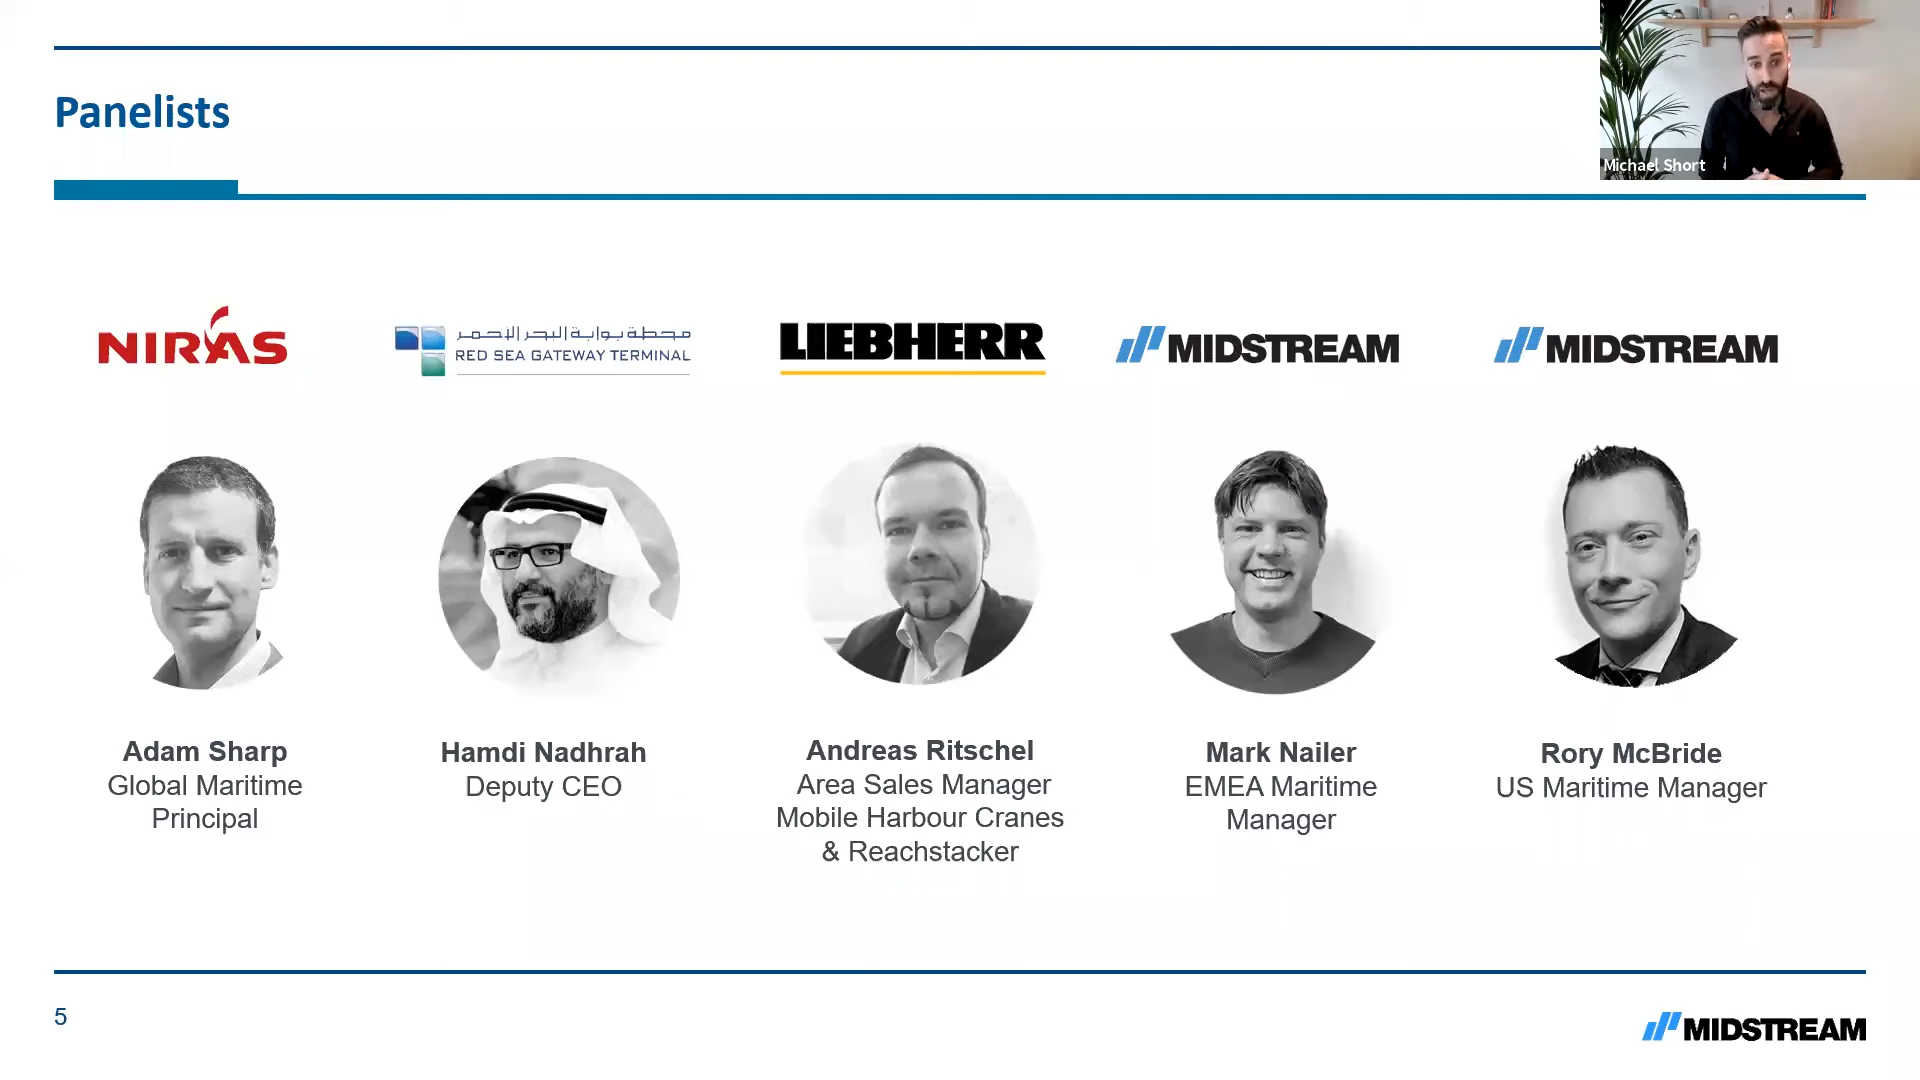 Panelists
Michael Short
NIRAS
محطة بوابة البحر الأحمر
RED SEA GATEWAY TERMINAL
LIEBHERR
MIDSTREAM
MIDSTREAM
Adam Sharp
Global Maritime
Principal
Hamdi Nadhrah
Deputy CEO
Andreas Ritschel
Area Sales Manager
Mobile Harbour Cranes
& Reachstacker
Mark Nailer
EMEA Maritime
Manager
Rory McBride
US Maritime Manager
5
MIDSTREAM